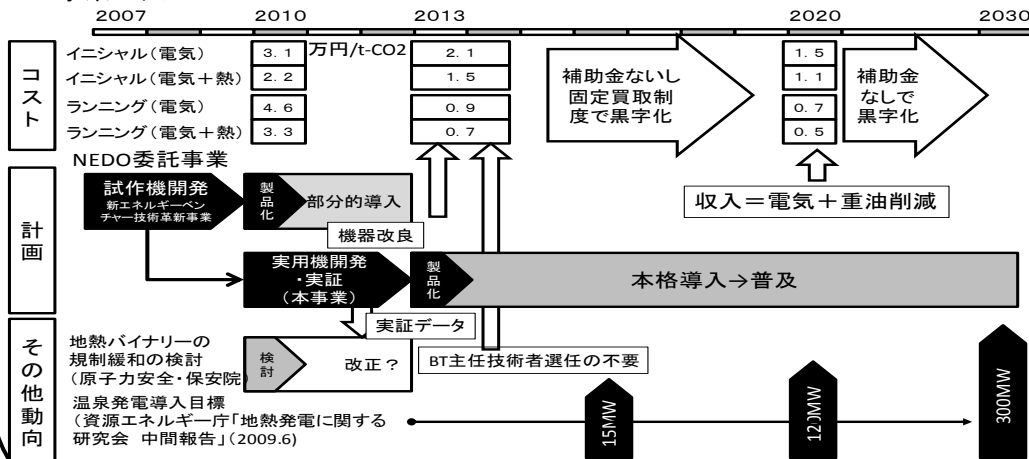 2007 2010 2013 2020 2030
コスト
イニシャル(電気) 3.1 万円/t-CO2 2.1 1.5
イニシャル(電気+熱) 2.2 1.5 1.1
ランニング(電気) 4.6 0.9 0.7
ランニング(電気+熱) 3.3 0.7 0.5
補助金ないし
固定買取制
度で黒字化
補助金
なしで
黒字化
NEDO委託事業
計画
試作機開発
新エネルギーベン
チャー技術革新事業
製品化
部分的導入
機器改良
収入=電気+重油削減
実用機開発
・実証
(本事業)
製品化
本格導入→普及
実証データ
その他動向
地熱バイナリーの
規制緩和の検討
(原子力安全・保安院)
検討
改正?
BT主任技術者選任の不要
温泉発電導入目標
(資源エネルギー庁「地熱発電に関する
研究会 中間報告」(2009.6)
15MW
120MW
300MW